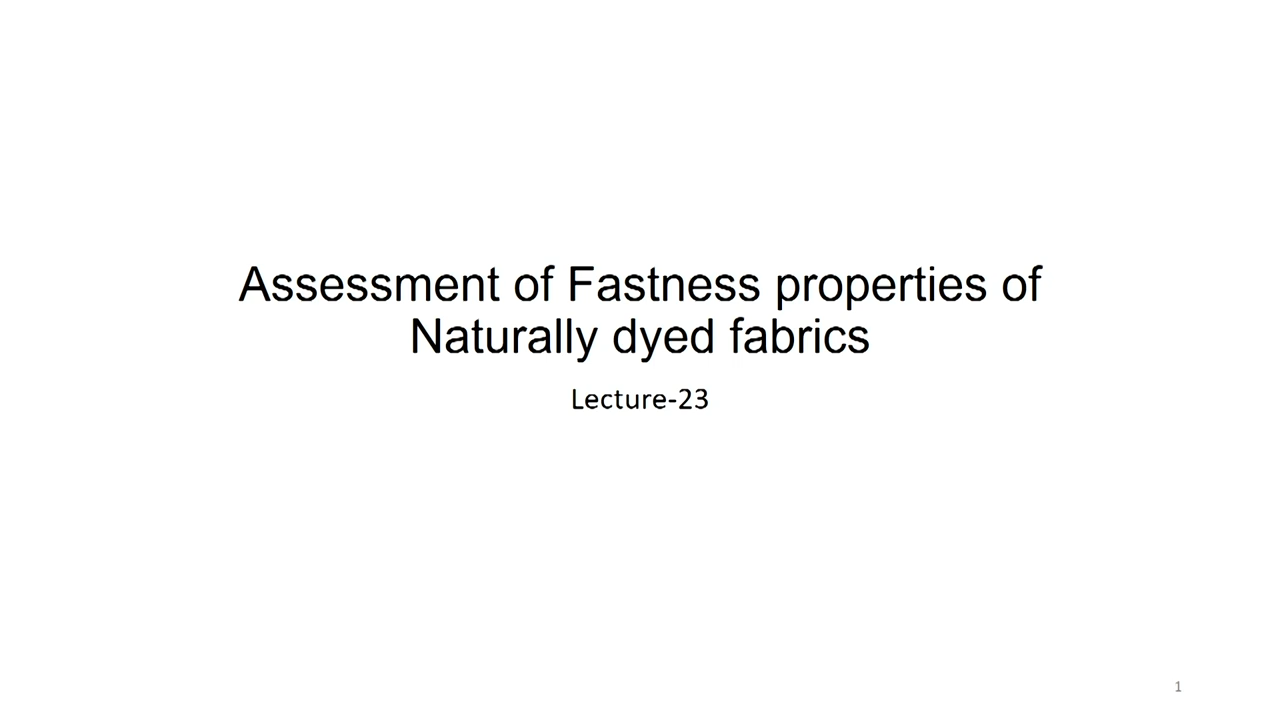 Assessment of Fastness properties of
Naturally dyed fabrics
Lecture-23
1